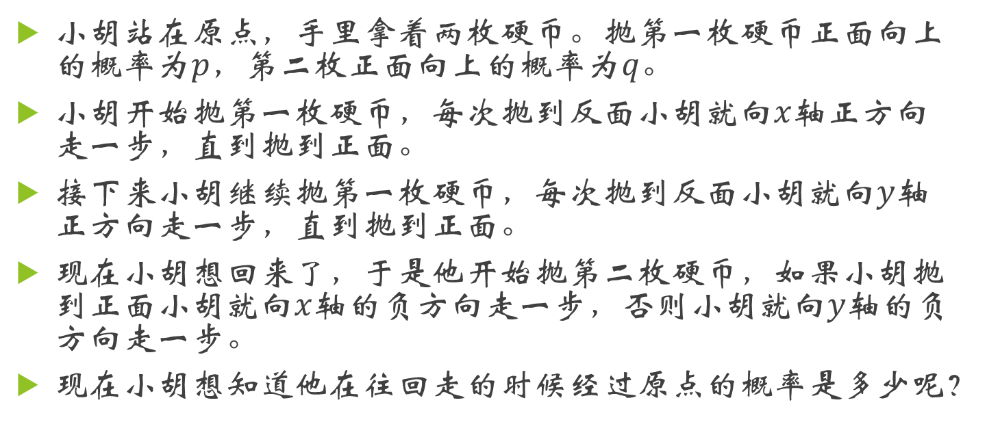 小胡站在原点，手里拿着两枚硬币。抛第一枚硬币正面向上
的概率为p，第二枚正面向上的概率为q。
小胡开始抛第一枚硬币，每次抛到反面小胡就向x轴正方向
走一步，直到抛到正面。
接下来小胡继续抛第一枚硬币，每次抛到反面小胡就向y轴
正方向走一步，直到抛到正面。
现在小胡想回来了，于是他开始抛第二枚硬币，如果小胡抛
到正面小胡就向x轴的负方向走一步，否则小胡就向y轴的负
方向走一步。
现在小胡想知道他在往回走的时候经过原点的概率是多少呢？